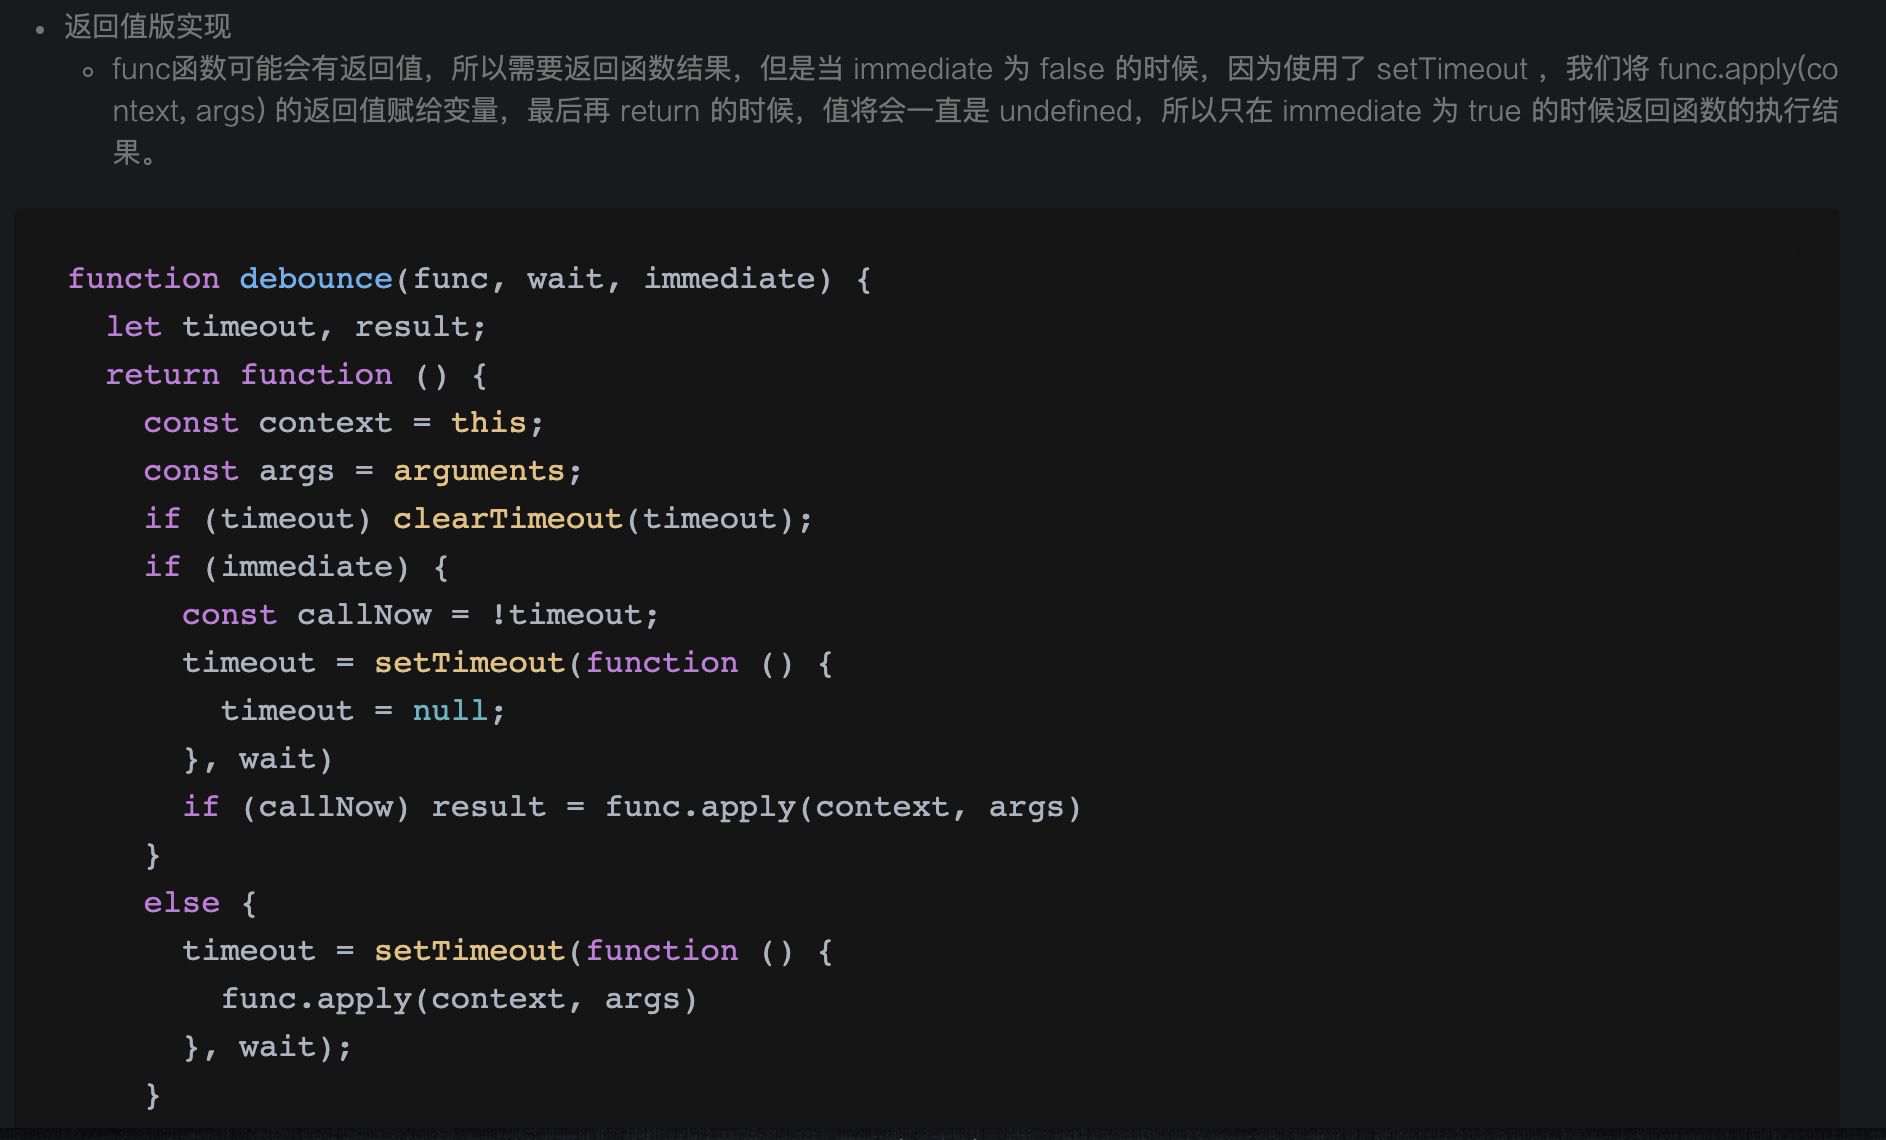 返回值版实现
func函数可能会有返回值，所以需要返回函数结果，但是当 immediate 为 false 的时候，因为使用了 setTimeout ，我们将 func.apply(co
ntext, args) 的返回值赋给变量，最后再 return 的时候，值将会一直是 undefined，所以只在 immediate 为 true 的时候返回函数的执行结
果。
function debounce(func, wait, immediate) {
  let timeout, result;
  return function () {
    const context = this;
    const args = arguments;
    if (timeout) clearTimeout(timeout);
    if (immediate) {
      const callNow = !timeout;
      timeout = setTimeout(function () {
        timeout = null;
      }, wait)
      if (callNow) result = func.apply(context, args)
    }
    else {
      timeout = setTimeout(function () {
        func.apply(context, args)
      }, wait);
    }